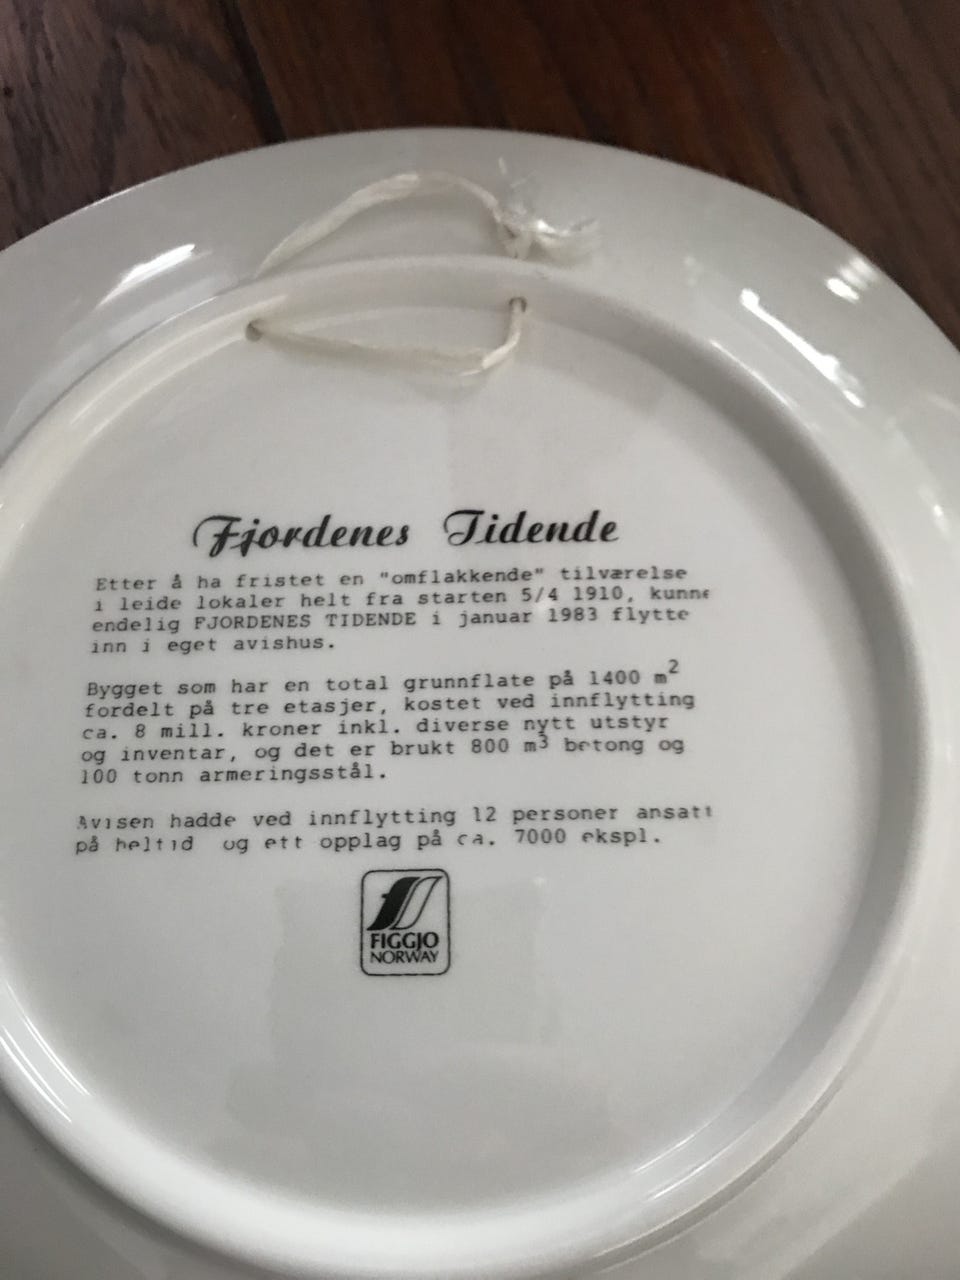 Fjordenes Tidende
Etter å ha fristet en "omflakkende" tilværelse
i leide lokaler helt fra starten 5/4 1910, kunne
endelig FJORDENES TIDENDE i januar 1983 flytte
inn i eget avishus.
Bygget som har en total grunnflate på 1400 m²
fordelt på tre etasjer, kostet ved innflytting
ca. 8 mill. kroner inkl. diverse nytt utstyr
og inventar, og det er brukt 800 m³ betong og
100 tonn armeringsstål.
Avisen hadde ved innflytting 12 personer ansatt
på heltid og ett opplag på ca. 7000 ekspl.
FIGGJO
NORWAY